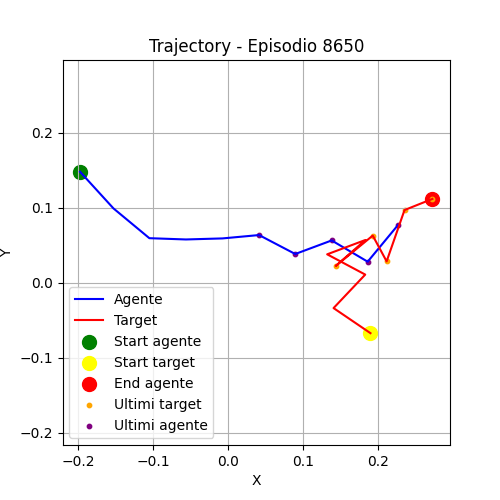 Trajectory - Episodio 8650
Y
0.2
0.1
0.0
−0.1
−0.2
Agente
Target
Start agente
Start target
End agente
Ultimi target
Ultimi agente
−0.2 −0.1 0.0 0.1 0.2
X